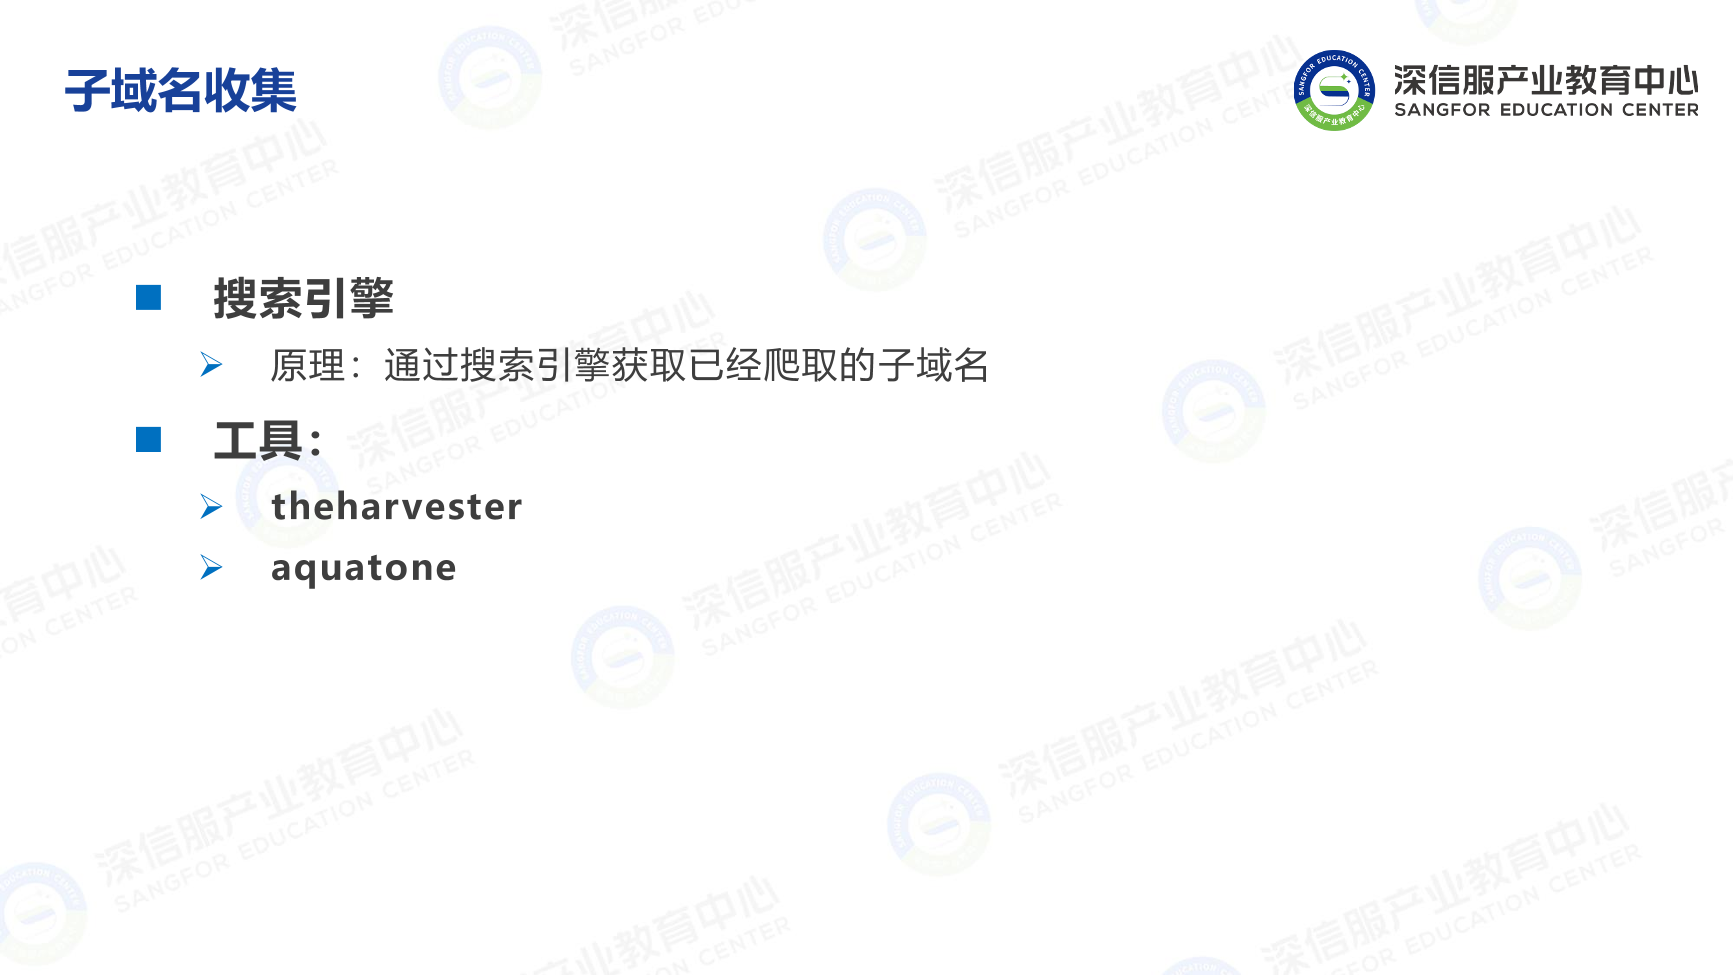 子域名收集
深信服产业教育中心
SANGFOR EDUCATION CENTER
搜索引擎
原理：通过搜索引擎获取已经爬取的子域名
工具：
theharvester
aquatone